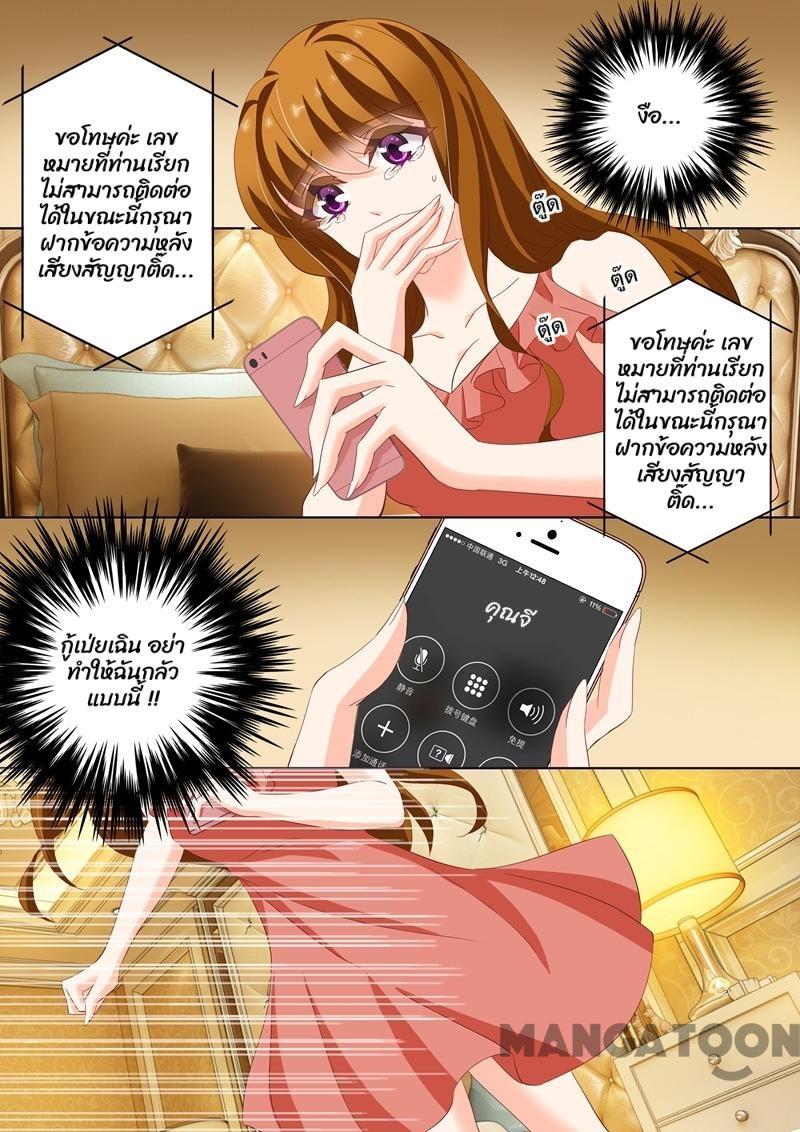 ขอโทษค่ะ เลข
หมายที่ท่านเรียก
ไม่สามารถติดต่อ
ได้ในขณะนี้กรุณา
ฝากข้อความหลัง
เสียงสัญญาติ๊ด...
งือ...
ตู๊ด
ตู๊ด
ตู๊ด
ขอโทษค่ะ เลข
หมายที่ท่านเรียก
ไม่สามารถติดต่อ
ได้ในขณะนี้กรุณา
ฝากข้อความหลัง
เสียงสัญญา
ติ๊ด...
กู้เป่ยเฉิน อย่า
ทำให้ฉันกลัว
แบบนี้ !!
中国联通 3G 上午12:48 11%
คุณจี
静音
拨号键盘
免提
添加通话
MANGATOON